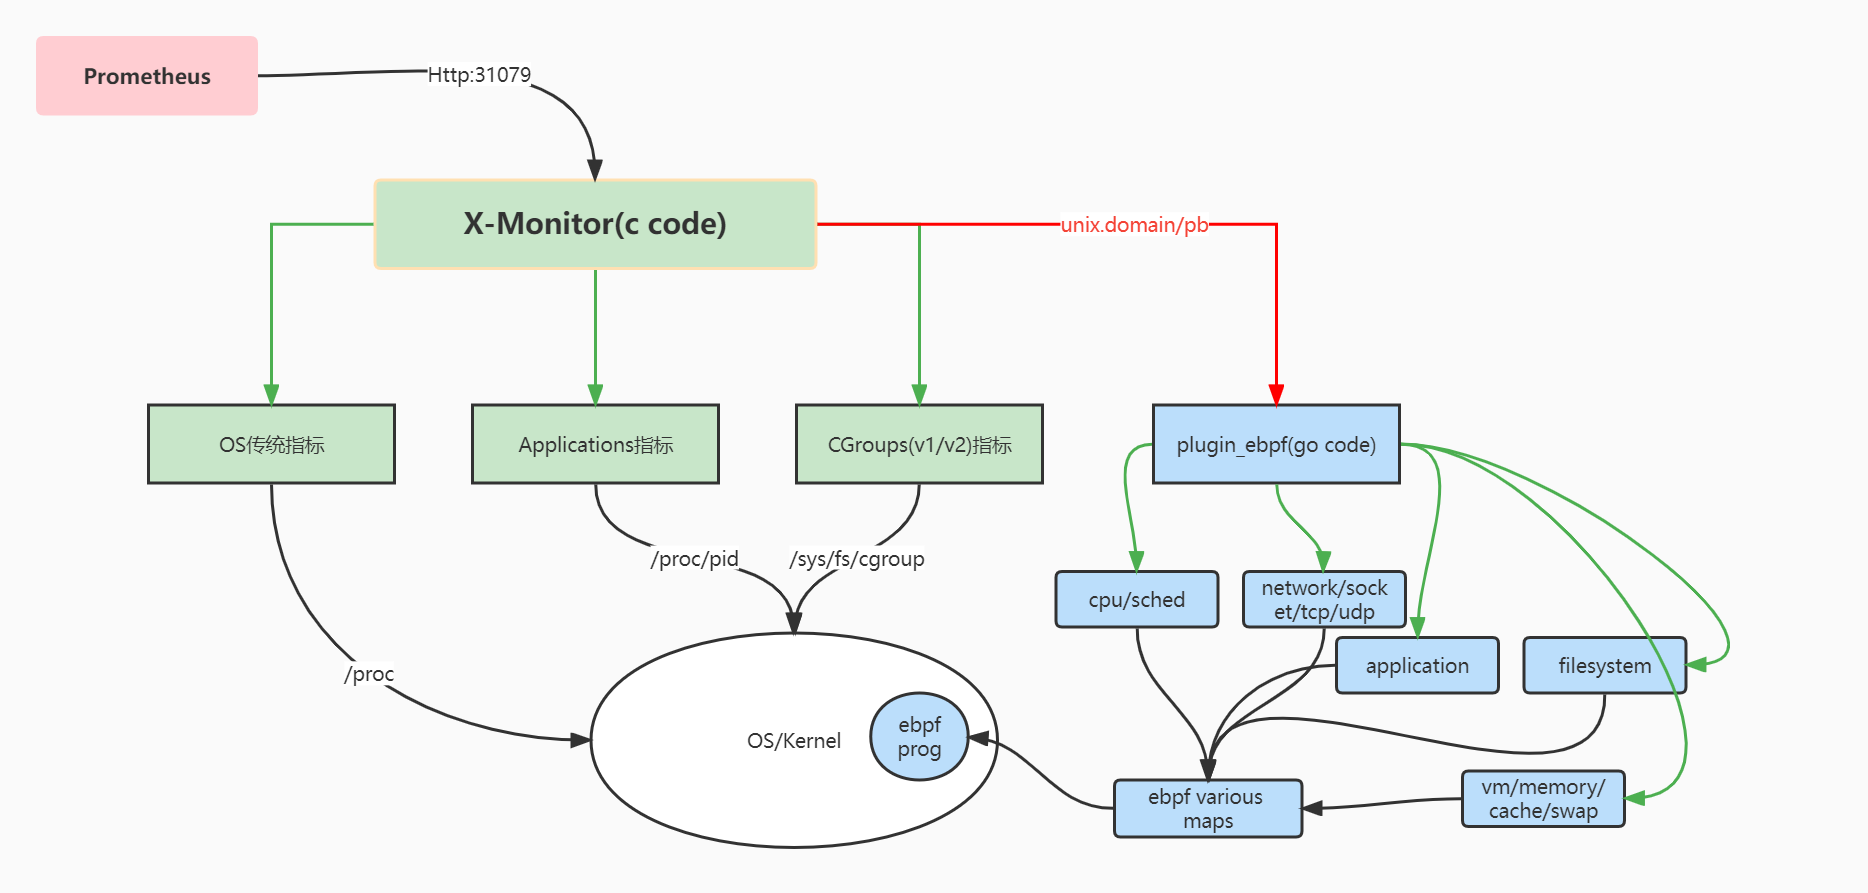 Prometheus
Http:31079
X-Monitor(c code)
unix.domain/pb
OS传统指标
Applications指标
CGroups(v1/v2)指标
plugin_ebpf(go code)
/proc/pid
/sys/fs/cgroup
cpu/sched
network/sock
et/tcp/udp
/proc
application
filesystem
OS/Kernel
ebpf
prog
ebpf various
maps
vm/memory/
cache/swap